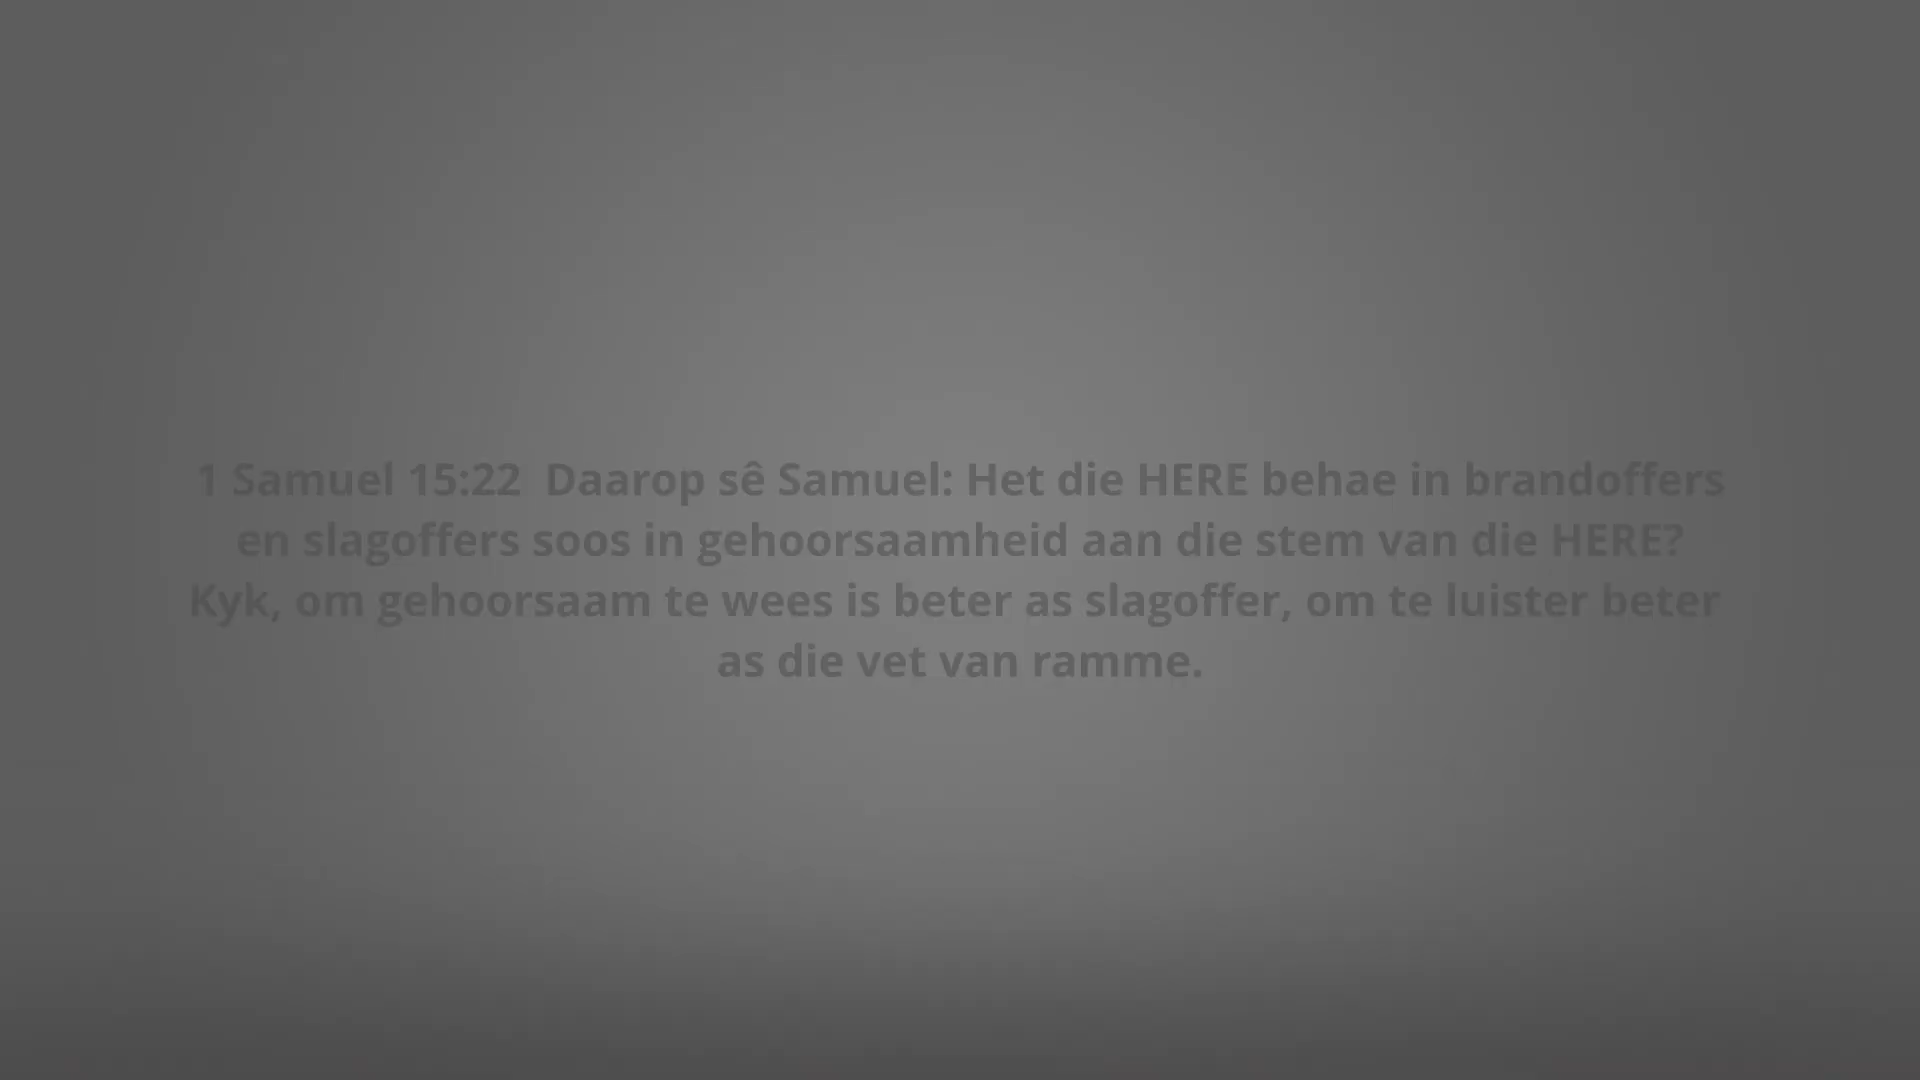 1 Samuel 15:22  Daarop sê Samuel: Het die HERE behae in brandoffers
en slagoffers soos in gehoorsaamheid aan die stem van die HERE?
Kyk, om gehoorsaam te wees is beter as slagoffer, om te luister beter
as die vet van ramme.